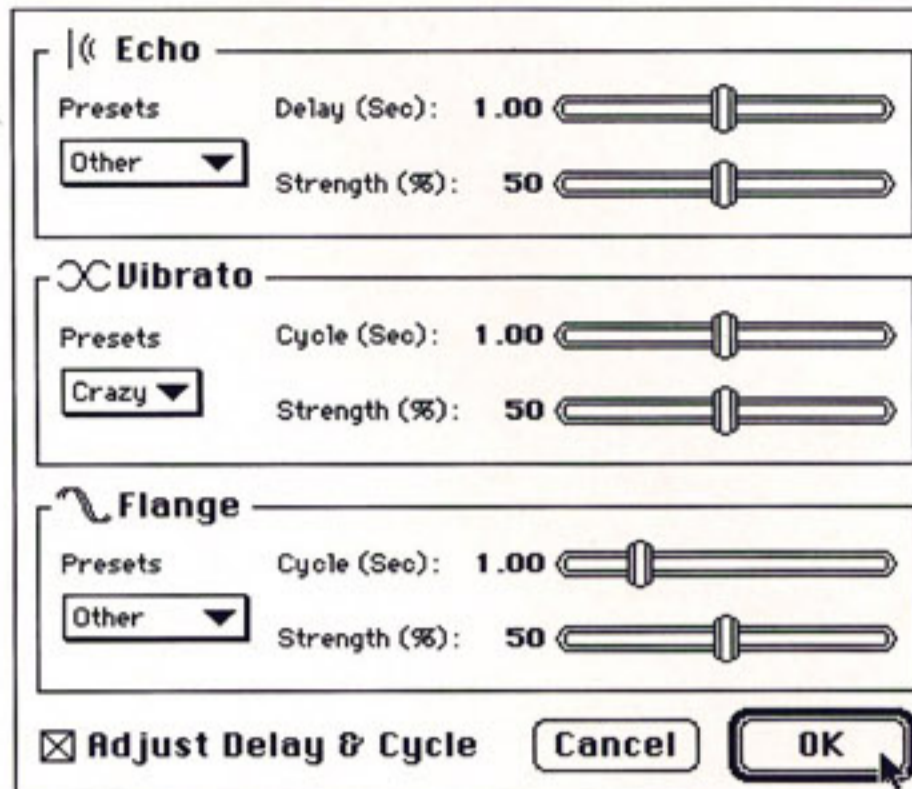 Echo
Presets
Delay (Sec): 1.00
Other
Strength (%): 50
Vibrato
Presets
Cycle (Sec): 1.00
Crazy
Strength (%): 50
Flange
Presets
Cycle (Sec): 1.00
Other
Strength (%): 50
Adjust Delay & Cycle Cancel OK